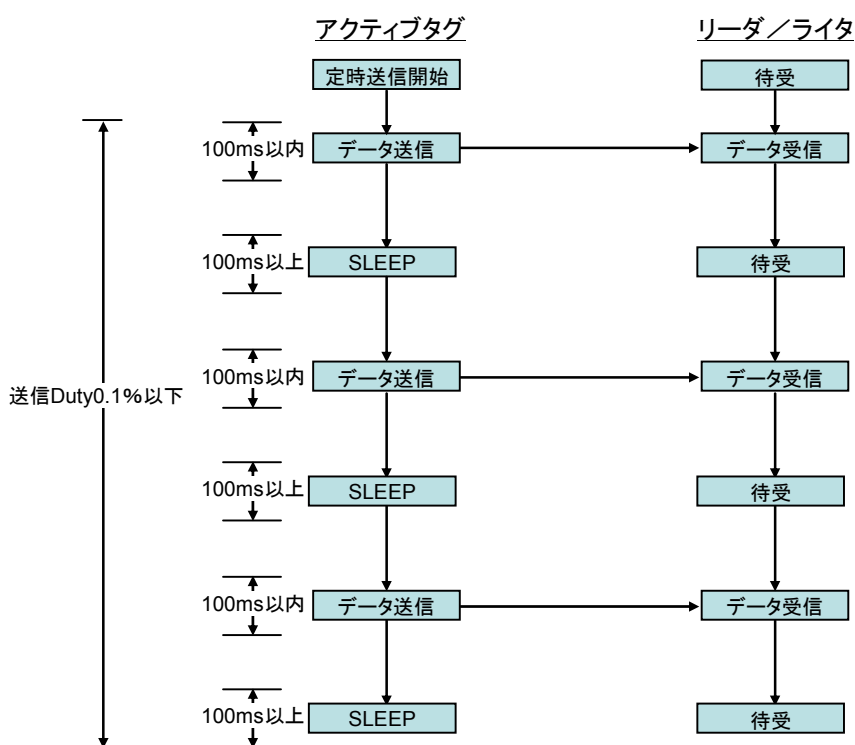 アクティブタグ
リーダ／ライタ
定時送信開始
待受
100ms以内
データ送信
データ受信
100ms以上
SLEEP
待受
100ms以内
データ送信
データ受信
送信Duty0.1%以下
100ms以上
SLEEP
待受
100ms以内
データ送信
データ受信
100ms以上
SLEEP
待受